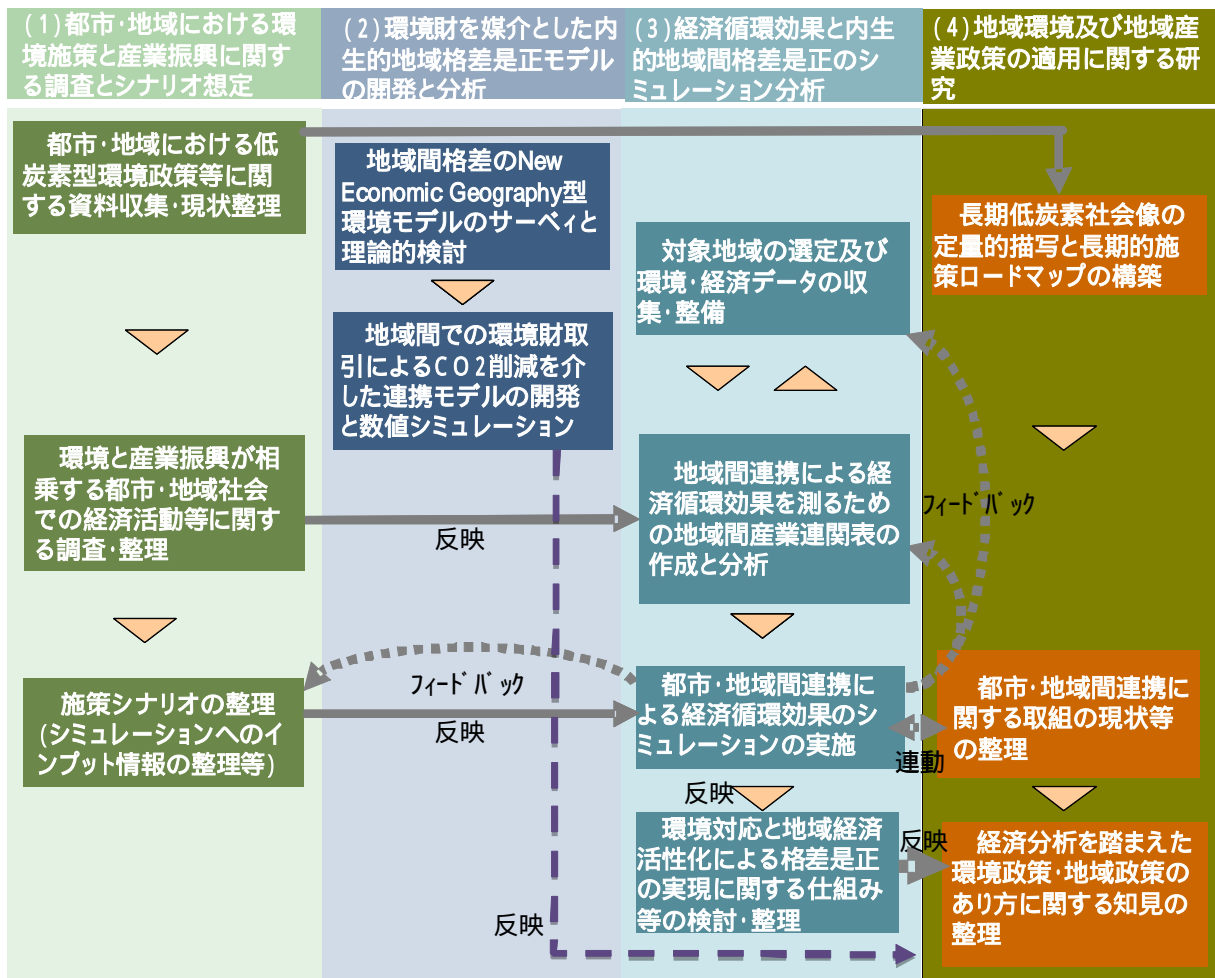 (1)都市・地域における環
境施策と産業振興に関す
る調査とシナリオ想定
(2)環境財を媒介とした内
生的地域格差是正モデル
の開発と分析
(3)経済循環効果と内生
的地域間格差是正のシ
ミュレーション分析
(4)地域環境及び地域産
業政策の適用に関する研
究
都市・地域における低
炭素型環境政策等に関
する資料収集・現状整理
環境と産業振興が相
乗する都市・地域社会
での経済活動等に関す
る調査・整理
施策シナリオの整理
(シミュレーションへのイ
ンプット情報の整理等)
地域間格差のNew
Economic Geography型
環境モデルのサーベィと
理論的検討
地域間での環境財取
引によるCO2削減を介
した連携モデルの開発
と数値シミュレーション
反映
フィードバック
反映
反映
対象地域の選定及び
環境・経済データの収
集・整備
地域間連携による経
済循環効果を測るため
の地域間産業連関表の
作成と分析
都市・地域間連携に
よる経済循環効果のシ
ミュレーションの実施
反映
環境対応と地域経済
活性化による格差是正
の実現に関する仕組み
等の検討・整理
長期低炭素社会像の
定量的描写と長期的施
策ロードマップの構築
フィードバック
都市・地域間連携に
関する取組の現状等
の整理
連動
反映
経済分析を踏まえた
環境政策・地域政策の
あり方に関する知見の
整理